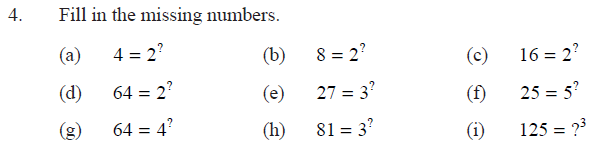 4. Fill in the missing numbers.
(a) 4 = 2^? (b) 8 = 2^? (c) 16 = 2^?
(d) 64 = 2^? (e) 27 = 3^? (f) 25 = 5^?
(g) 64 = 4^? (h) 81 = 3^? (i) 125 = ?^3